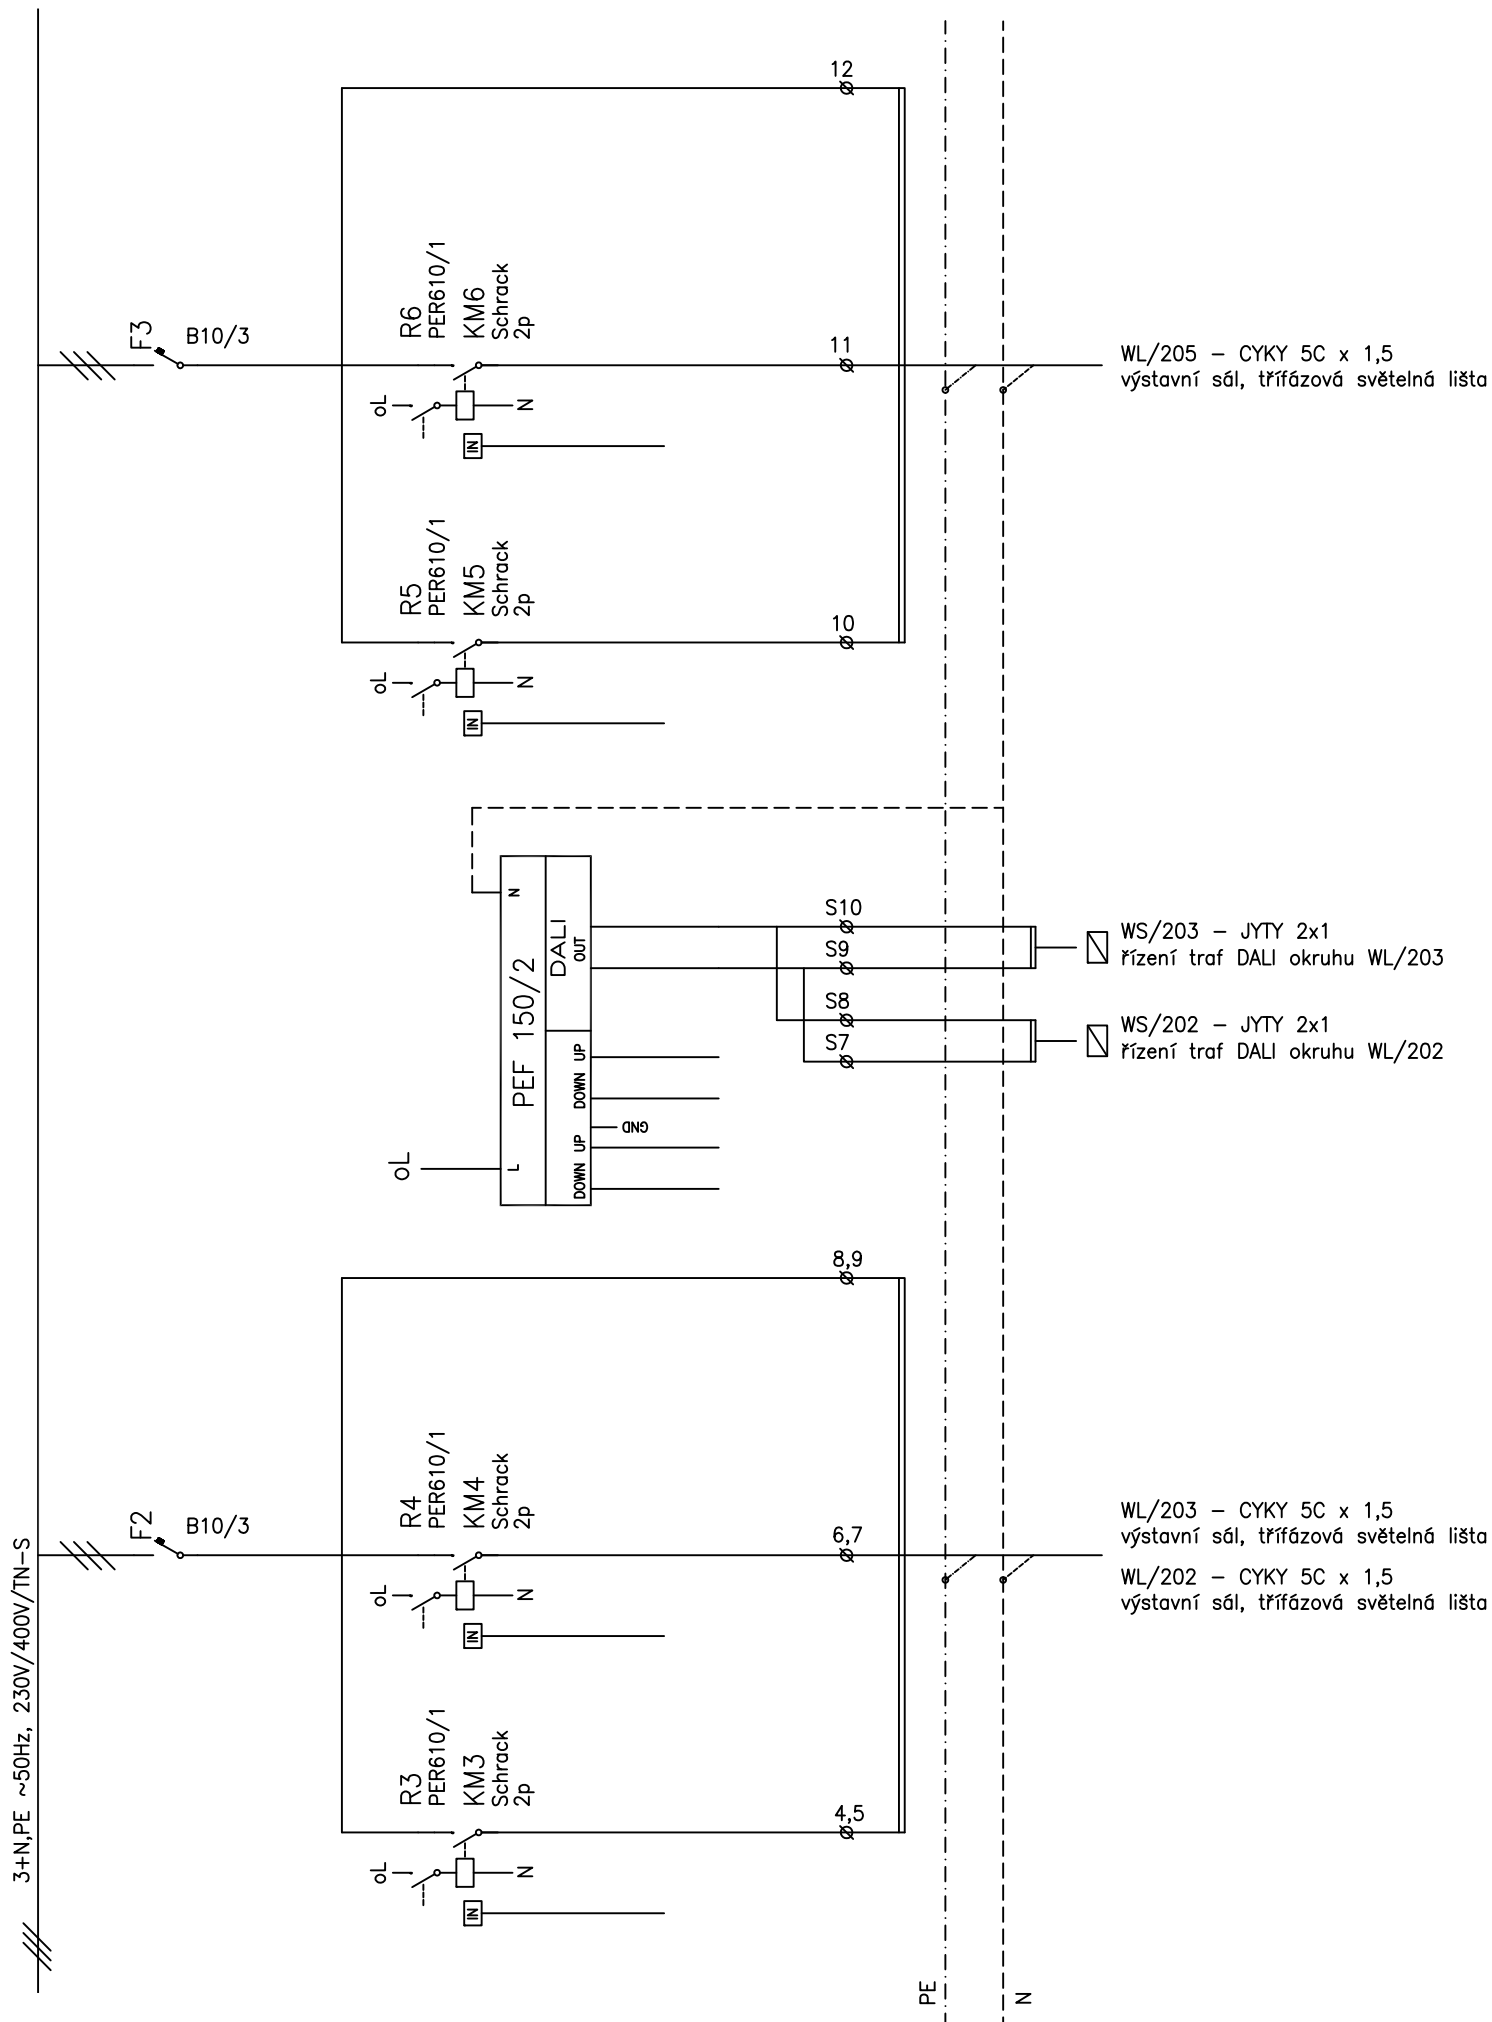 12
R6
PER610/1
KM6
Schrack
2p
F3
B10/3
11
WL/205 – CYKY 5C x 1,5
výstavní sál, třífázová světelná lišta
oL
N
IN
R5
PER610/1
KM5
Schrack
2p
10
oL
N
IN
N
PEF 150/2
DALI
OUT
S10
S9
WS/203 – JYTY 2x1
řízení traf DALI okruhu WL/203
S8
S7
WS/202 – JYTY 2x1
řízení traf DALI okruhu WL/202
DOWN UP
GND
DOWN UP
oL
L
8,9
R4
PER610/1
KM4
Schrack
2p
F2
B10/3
6,7
WL/203 – CYKY 5C x 1,5
výstavní sál, třífázová světelná lišta
WL/202 – CYKY 5C x 1,5
výstavní sál, třífázová světelná lišta
oL
N
IN
3+N,PE ~50Hz, 230V/400V/TN–S
R3
PER610/1
KM3
Schrack
2p
4,5
oL
N
IN
PE
N